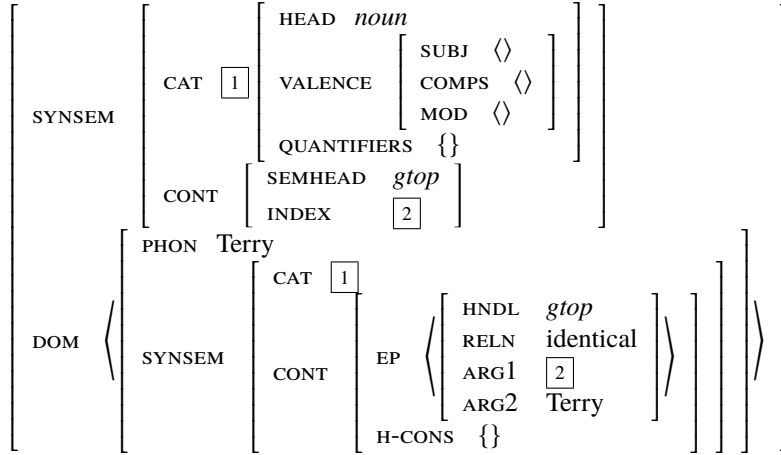 HEAD noun
SUBJ ⟨⟩
CAT 1 VALENCE COMPS ⟨⟩
MOD ⟨⟩
SYNSEM
QUANTIFIERS {}
SEMHEAD gtop
CONT
INDEX 2
PHON Terry
CAT 1
HNDL gtop
RELN identical
DOM ⟨ SYNSEM CONT EP ⟨ ⟩ ⟩
ARG1 2
ARG2 Terry
H-CONS {}